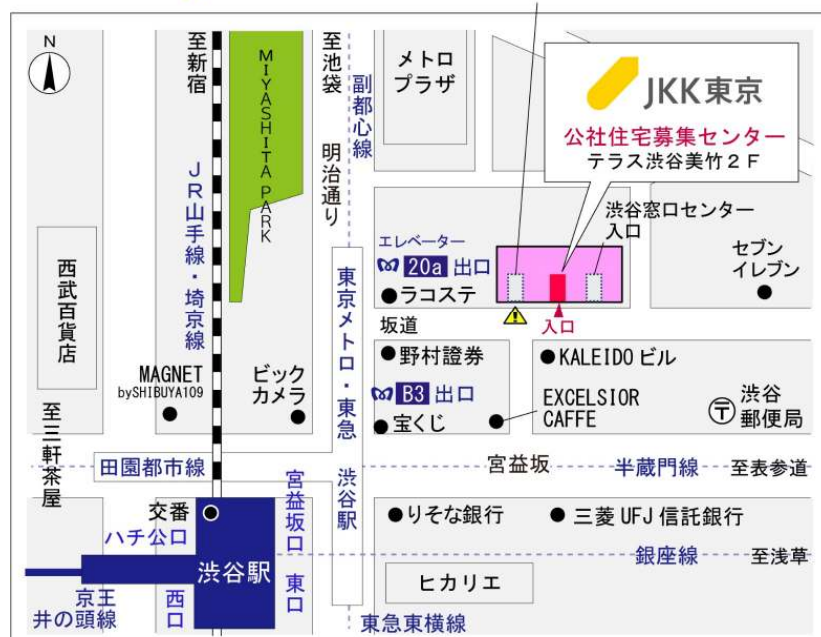 N
至新宿
MIYASHITA PARK
至池袋
副都心線
明治通り
メトロ
プラザ
JKK東京
公社住宅募集センター
テラス渋谷美竹2F
渋谷窓口センター
入口
JR山手線・埼京線
エレベーター
20a 出口
ラコステ
入口
セブン
イレブン
西武百貨店
東京メトロ・東急 渋谷駅
坂道
野村證券
KALEIDO ビル
MAGNET
bySHIBUYA109
ビック
カメラ
B3 出口
宝くじ
EXCELSIOR
CAFFE
〒
渋谷
郵便局
至三軒茶屋
田園都市線
宮益坂
半蔵門線
至表参道
交番
宮益坂口
ハチ公口
りそな銀行
三菱UFJ信託銀行
渋谷駅
銀座線
至浅草
京王
井の頭線
西口
東口
ヒカリエ
東急東横線